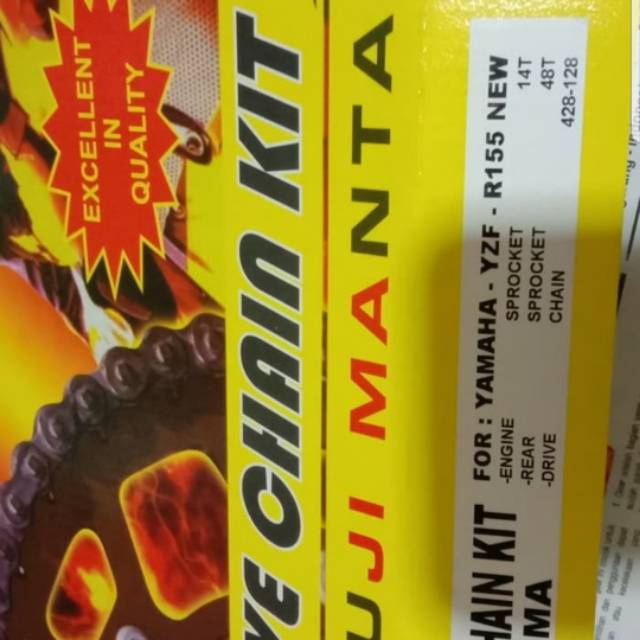 EXCELLENT
IN
QUALITY
VE CHAIN KIT
UJI MANTA
HAIN KIT FOR : YAMAHA - YZF - R155 NEW
MA
-ENGINE SPROCKET 14T
-REAR SPROCKET 48T
-DRIVE CHAIN 428-128